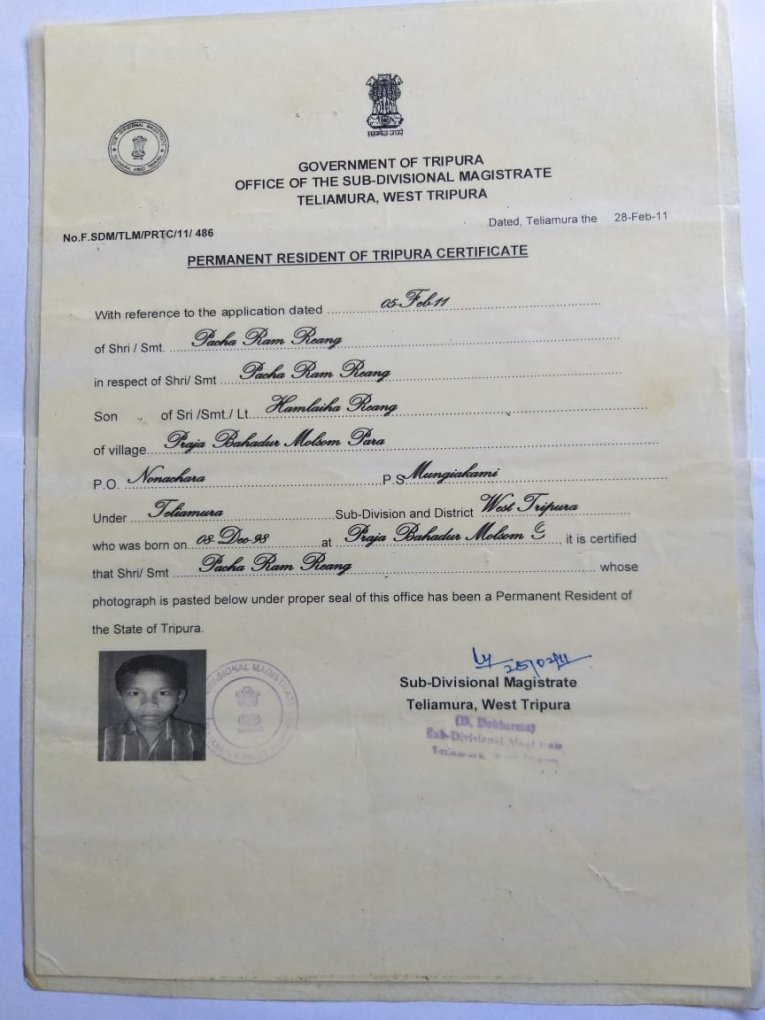 सत्यमेव जयते
SUB-DIVISIONAL MAGISTRATE
TELIAMURA, WEST TRIPURA
GOVERNMENT OF TRIPURA
OFFICE OF THE SUB-DIVISIONAL MAGISTRATE
TELIAMURA, WEST TRIPURA
Dated, Teliamura the 28-Feb-11
No.F.SDM/TLM/PRTC/11/ 486
PERMANENT RESIDENT OF TRIPURA CERTIFICATE
With reference to the application dated 05-Feb-11
of Shri / Smt. Pacha Ram Reang
in respect of Shri/ Smt Pacha Ram Reang
Son of Sri /Smt./ Lt. Hamlaiha Reang
of village Praja Bahadur Molsom Para
P.O. Nonachara P.S Mungiakami
Under Teliamura Sub-Division and District West Tripura
who was born on 08-Dec-98 at Praja Bahadur Molsom , it is certified
that Shri/ Smt Pacha Ram Reang whose
photograph is pasted below under proper seal of this office has been a Permanent Resident of
the State of Tripura.
25/02/11
Sub-Divisional Magistrate
Teliamura, West Tripura
(D. Debbarma)
Sub-Divisional Magistrate
Teliamura, West Tripura